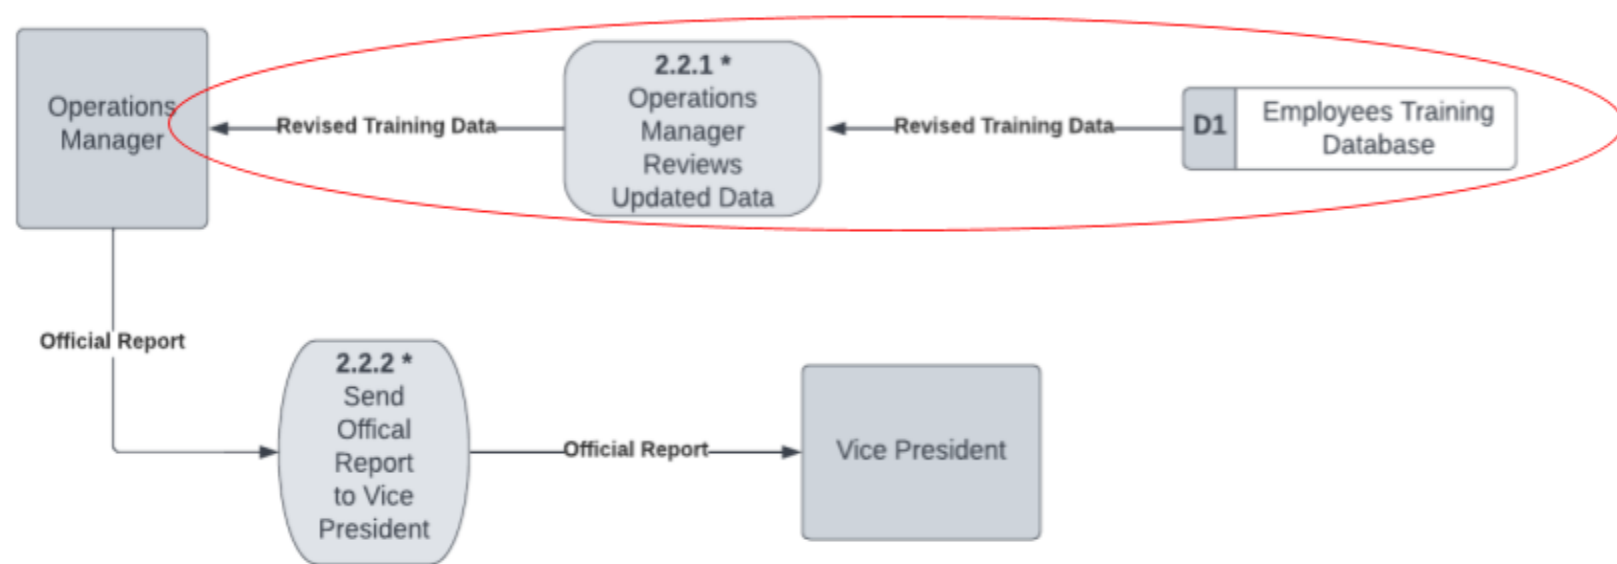 Operations
Manager
Revised Training Data
2.2.1 *
Operations
Manager
Reviews
Updated Data
Revised Training Data
D1
Employees Training
Database
Official Report
2.2.2 *
Send
Offical
Report
to Vice
President
Official Report
Vice President